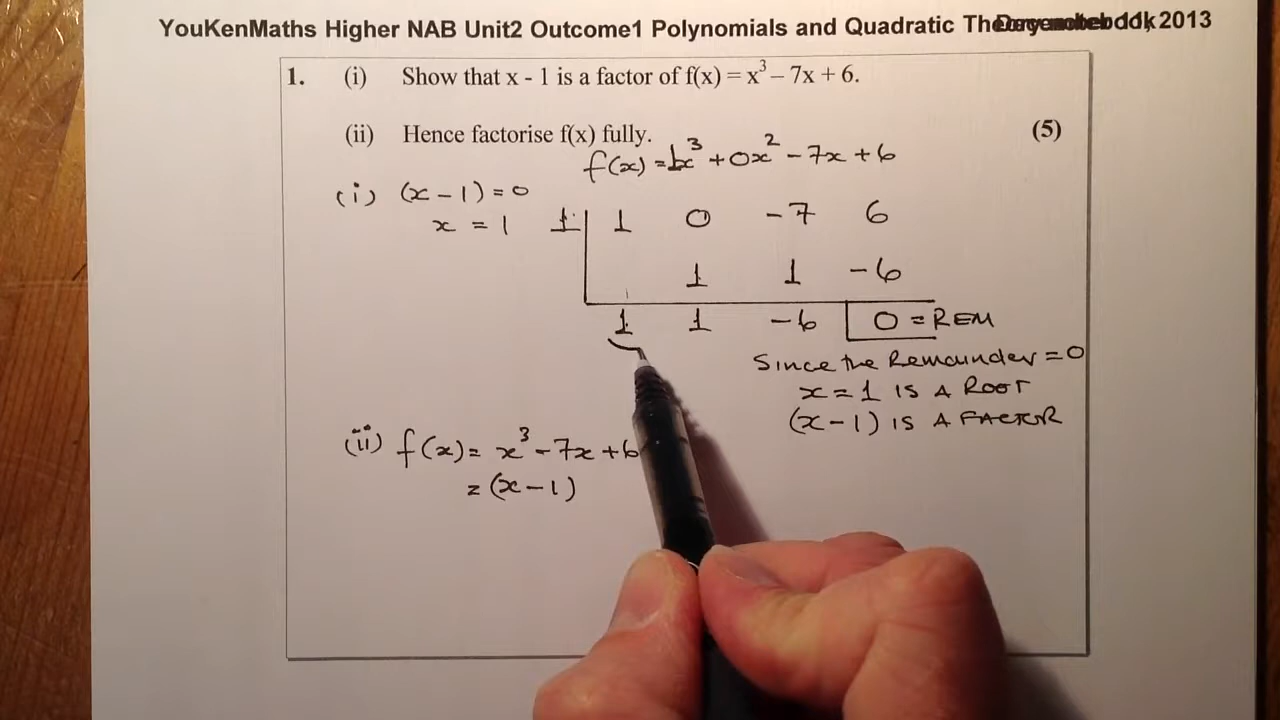 YouKenMaths Higher NAB Unit2 Outcome1 Polynomials and Quadratic 2013
1. (i) Show that x - 1 is a factor of f(x) = x³ – 7x + 6.
(ii) Hence factorise f(x) fully. (5)
f(x) = 1x³ + 0x² - 7x + 6
(i) (x - 1) = 0
x = 1
1 | 1 0 -7 6
1 1 -6
1 1 -6 0 = REM
Since the Remainder = 0
x = 1 IS A ROOT
(x - 1) IS A FACTOR
(ii) f(x) = x³ - 7x + 6
= (x - 1)